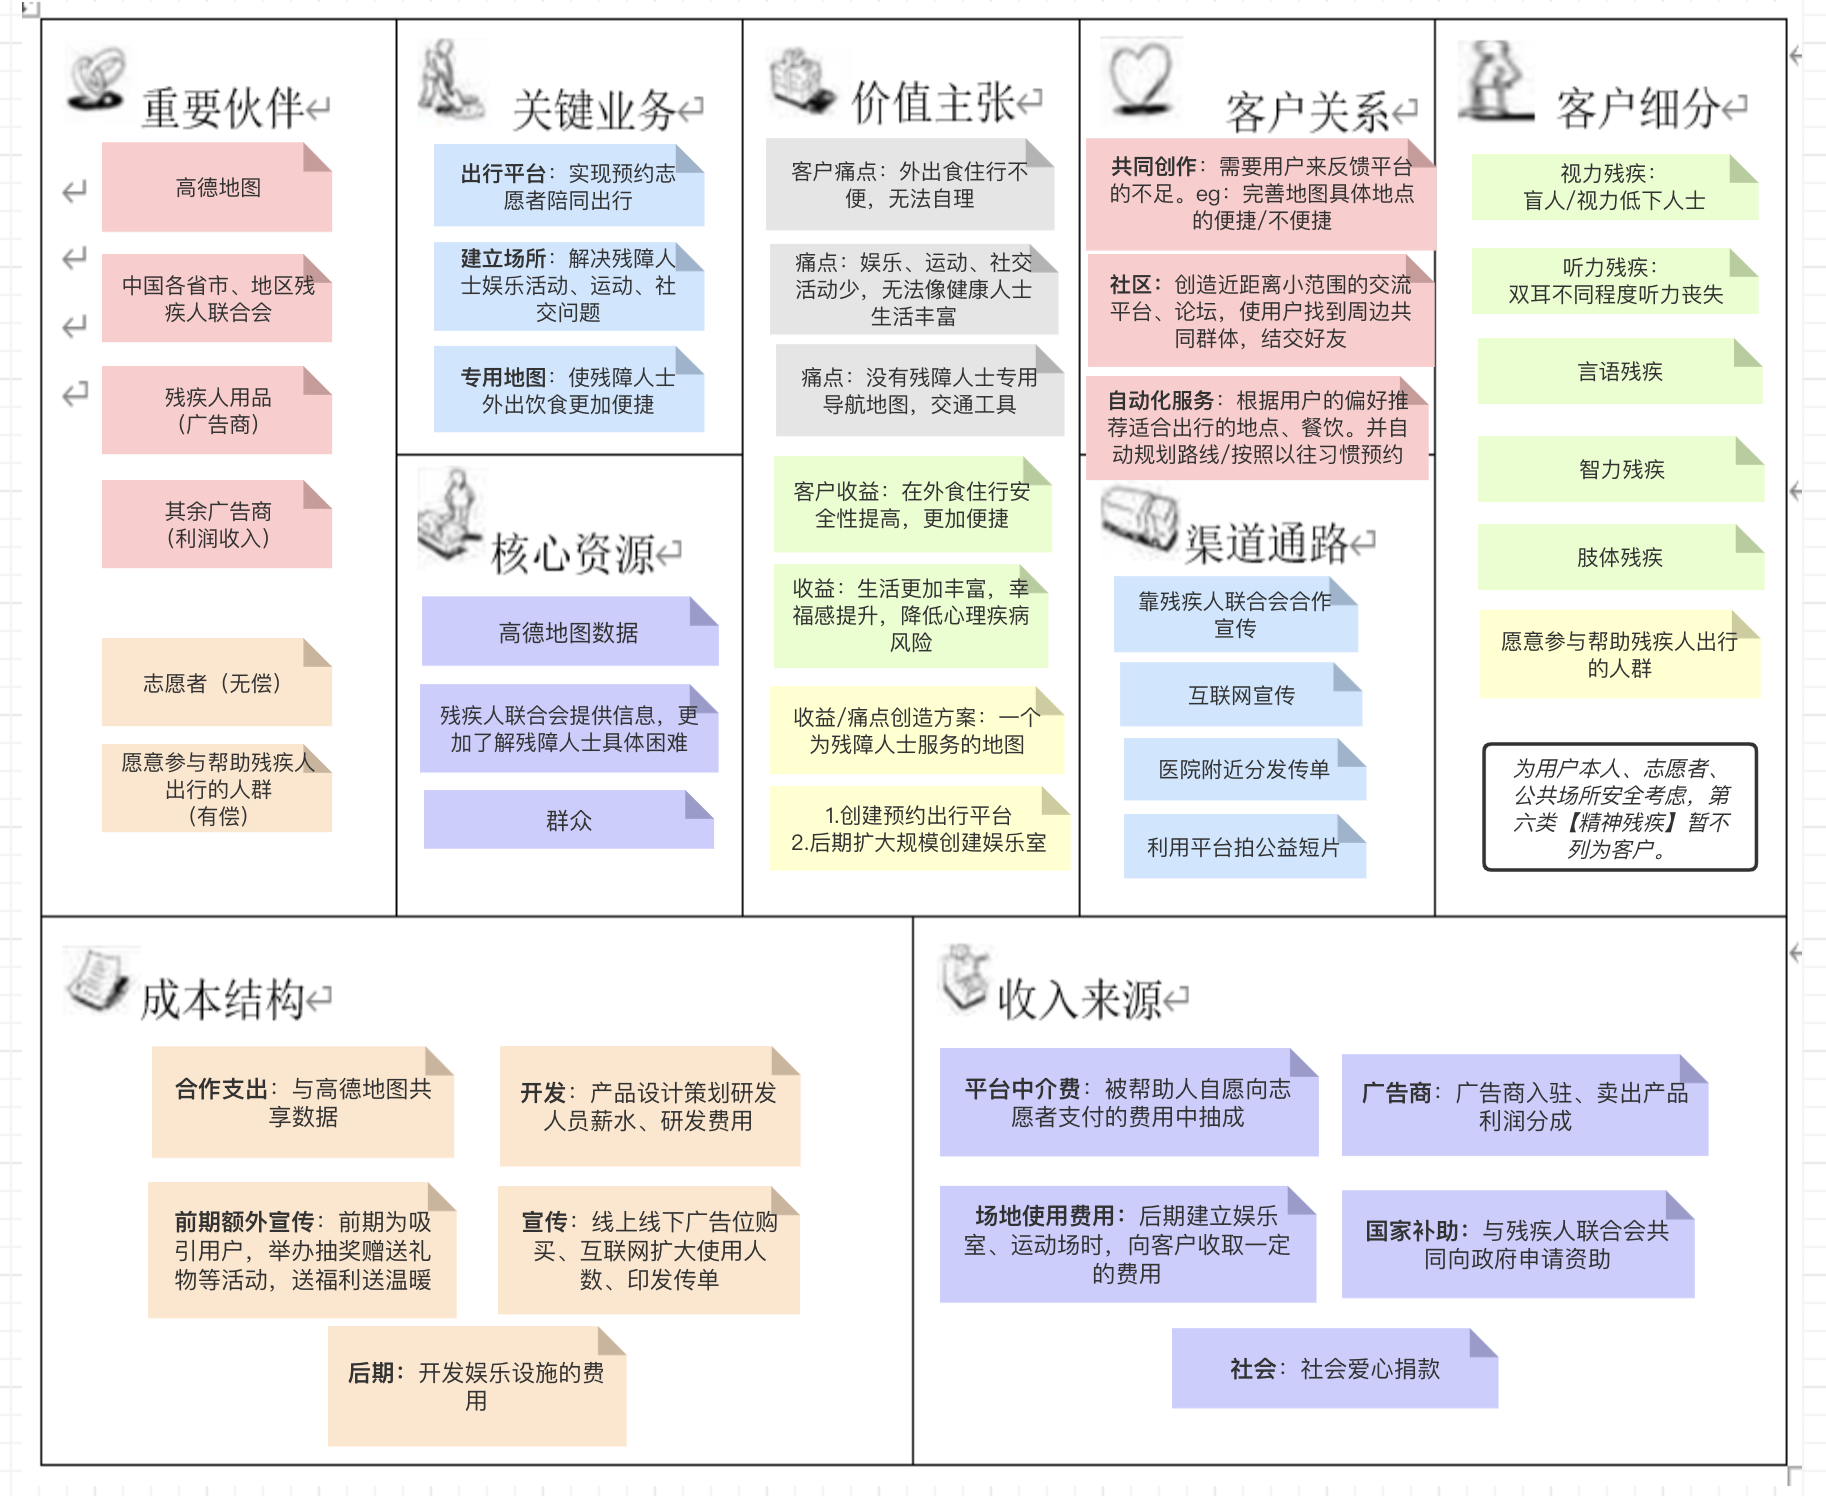 重要伙伴
高德地图
中国各省市、地区残
疾人联合会
残疾人用品
（广告商）
其余广告商
（利润收入）
志愿者（无偿）
愿意参与帮助残疾人
出行的人群
（有偿）
关键业务
出行平台：实现预约志
愿者陪同出行
建立场所：解决残障人
士娱乐活动、运动、社
交问题
专用地图：使残障人士
外出饮食更加便捷
核心资源
高德地图数据
残疾人联合会提供信息，更
加了解残障人士具体困难
群众
价值主张
客户痛点：外出食住行不
便，无法自理
痛点：娱乐、运动、社交
活动少，无法像健康人士
生活丰富
痛点：没有残障人士专用
导航地图，交通工具
客户收益：在外食住行安
全性提高，更加便捷
收益：生活更加丰富，幸
福感提升，降低心理疾病
风险
收益/痛点创造方案：一个
为残障人士服务的地图
1.创建预约出行平台
2.后期扩大规模创建娱乐室
客户关系
共同创作：需要用户来反馈平台
的不足。eg：完善地图具体地点
的便捷/不便捷
社区：创造近距离小范围的交流
平台、论坛，使用户找到周边共
同群体，结交好友
自动化服务：根据用户的偏好推
荐适合出行的地点、餐饮。并自
动规划路线/按照以往习惯预约
渠道通路
靠残疾人联合会合作
宣传
互联网宣传
医院附近分发传单
利用平台拍公益短片
客户细分
视力残疾：
盲人/视力低下人士
听力残疾：
双耳不同程度听力丧失
言语残疾
智力残疾
肢体残疾
愿意参与帮助残疾人出行
的人群
为用户本人、志愿者、
公共场所安全考虑，第
六类【精神残疾】暂不
列为客户。
成本结构
合作支出：与高德地图共
享数据
开发：产品设计策划研发
人员薪水、研发费用
前期额外宣传：前期为吸
引用户，举办抽奖赠送礼
物等活动，送福利送温暖
宣传：线上线下广告位购
买、互联网扩大使用人
数、印发传单
后期：开发娱乐设施的费
用
收入来源
平台中介费：被帮助人自愿向志
愿者支付的费用中抽成
广告商：广告商入驻、卖出产品
利润分成
场地使用费用：后期建立娱乐
室、运动场时，向客户收取一定
的费用
国家补助：与残疾人联合会共
同向政府申请资助
社会：社会爱心捐款